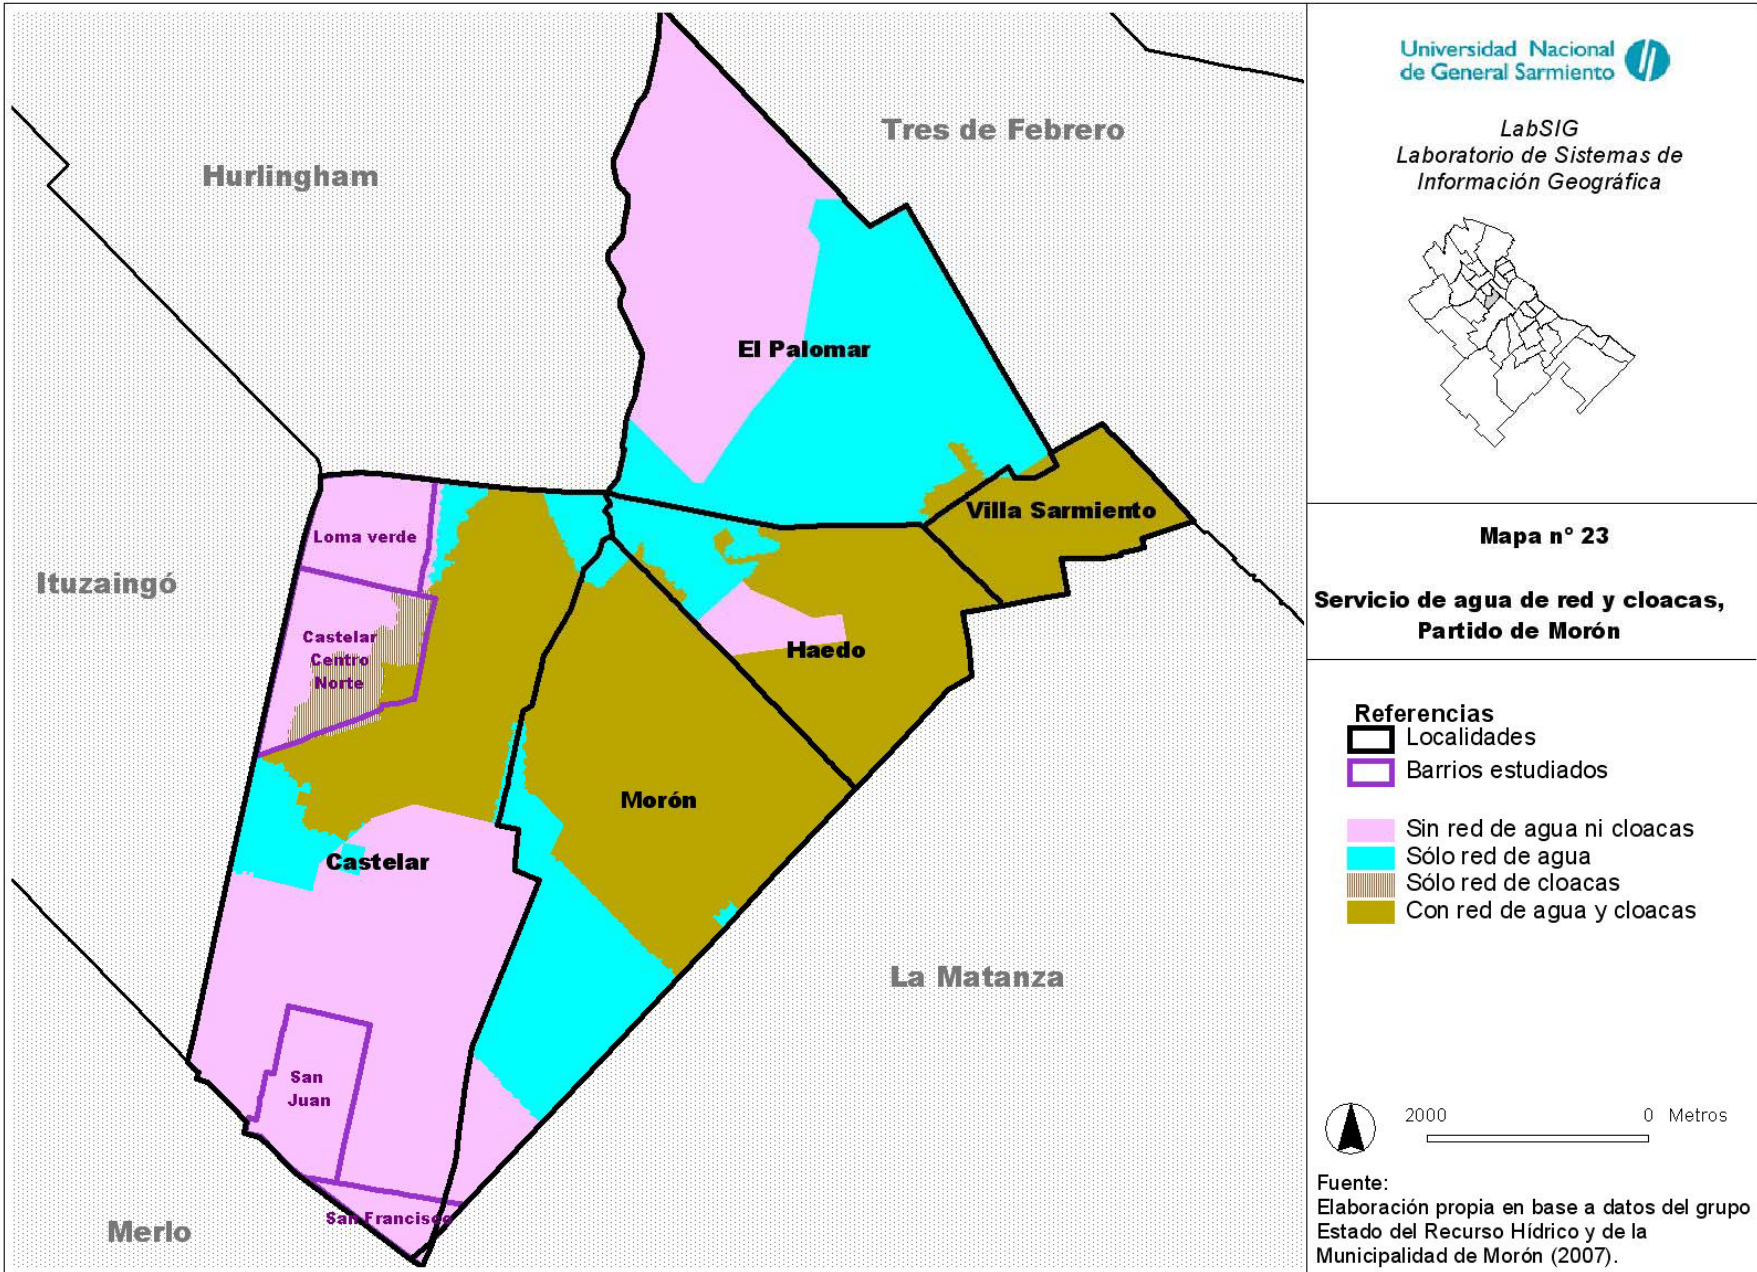 Universidad Nacional
de General Sarmiento
LabSIG
Laboratorio de Sistemas de
Información Geográfica
Mapa n° 23
Servicio de agua de red y cloacas,
Partido de Morón
Referencias
Localidades
Barrios estudiados
Sin red de agua ni cloacas
Sólo red de agua
Sólo red de cloacas
Con red de agua y cloacas
2000 0 Metros
Fuente:
Elaboración propia en base a datos del grupo
Estado del Recurso Hídrico y de la
Municipalidad de Morón (2007).
Tres de Febrero
Hurlingham
El Palomar
Villa Sarmiento
Loma verde
Ituzaingó
Castelar
Centro
Norte
Haedo
Morón
Castelar
La Matanza
San
Juan
San Francisco
Merlo